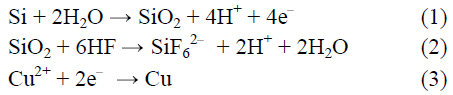 Si + 2H₂O → SiO₂ + 4H⁺ + 4e⁻ (1)
SiO₂ + 6HF → SiF₆²⁻ + 2H⁺ + 2H₂O (2)
Cu²⁺ + 2e⁻ → Cu (3)